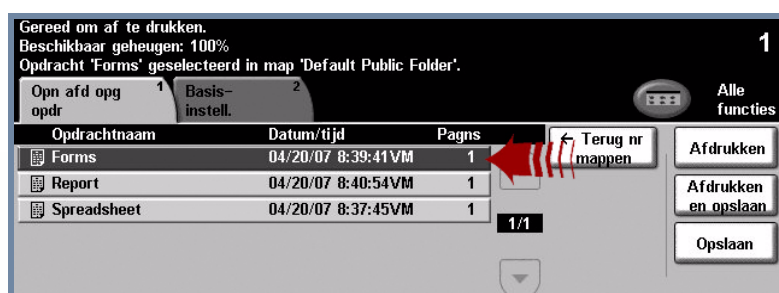 Gereed om af te drukken.
Beschikbaar geheugen: 100%
Opdracht 'Forms' geselecteerd in map 'Default Public Folder'.
1
Opn afd opg opdr 1
Basis-instell. 2
Alle functies
Opdrachtnaam Datum/tijd Pagns
Forms 04/20/07 8:39:41VM 1
Report 04/20/07 8:40:54VM 1
Spreadsheet 04/20/07 8:37:45VM 1
1/1
← Terug nr
mappen
Afdrukken
Afdrukken
en opslaan
Opslaan